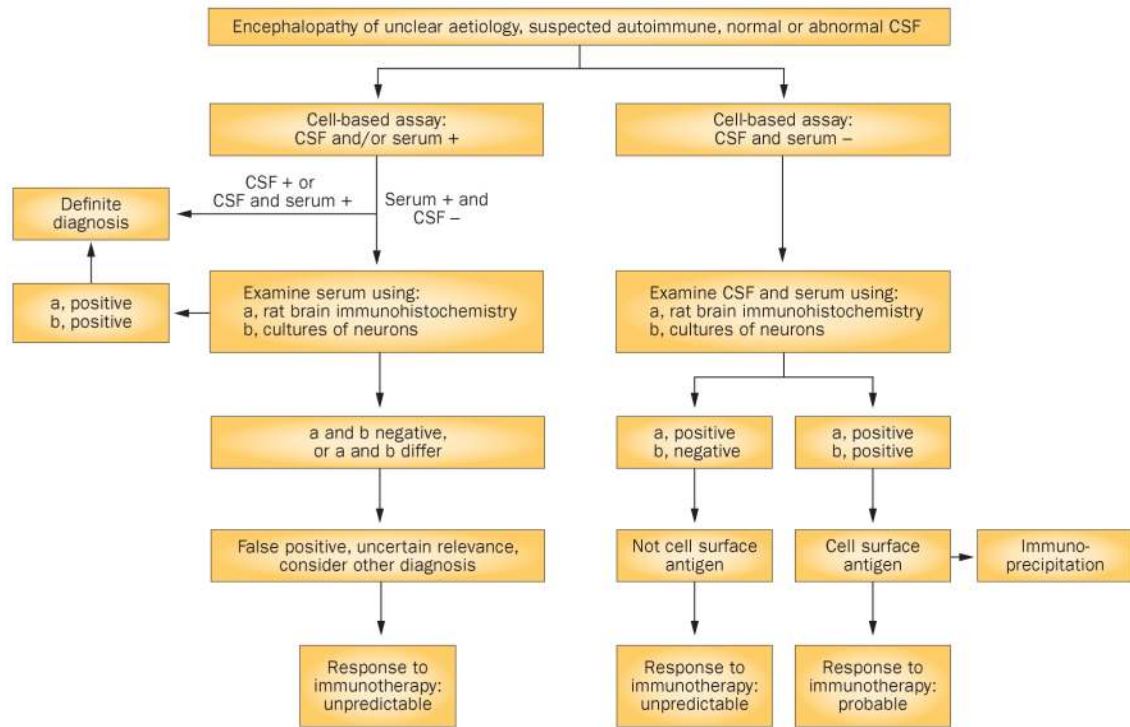 Encephalopathy of unclear aetiology, suspected autoimmune, normal or abnormal CSF
Cell-based assay:
CSF and/or serum +
Cell-based assay:
CSF and serum –
CSF + or
CSF and serum +
Serum + and
CSF –
Definite
diagnosis
a, positive
b, positive
Examine serum using:
a, rat brain immunohistochemistry
b, cultures of neurons
Examine CSF and serum using:
a, rat brain immunohistochemistry
b, cultures of neurons
a and b negative,
or a and b differ
a, positive
b, negative
a, positive
b, positive
False positive, uncertain relevance,
consider other diagnosis
Not cell surface
antigen
Cell surface
antigen
Immuno-
precipitation
Response to
immunotherapy:
unpredictable
Response to
immunotherapy:
unpredictable
Response to
immunotherapy:
probable